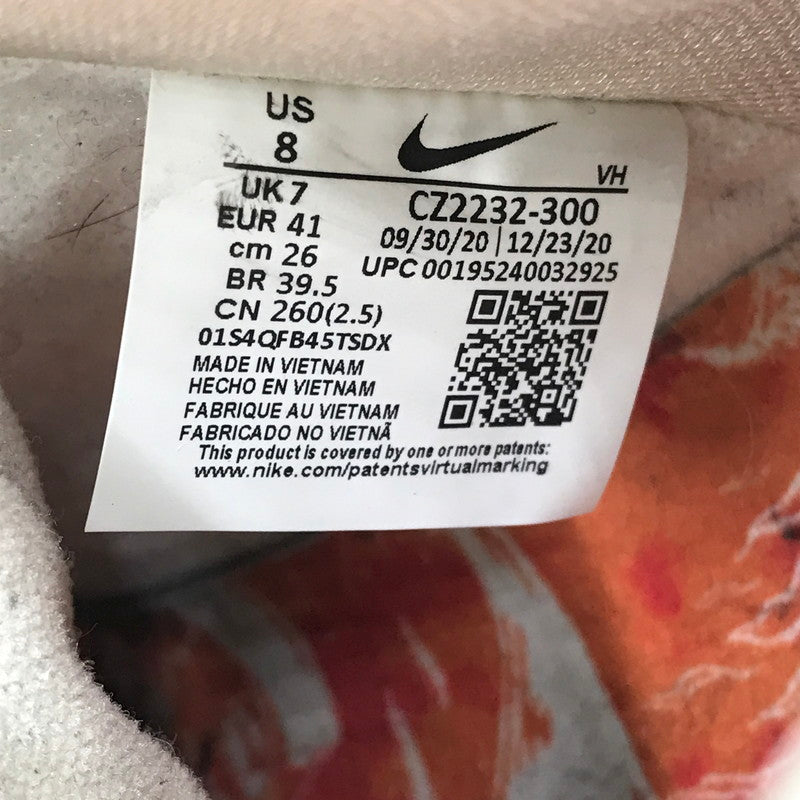 US
8
VH
UK 7
EUR 41
cm 26
BR 39.5
CN 260(2.5)
01S4QFB45TSDX
CZ2232-300
09/30/20 | 12/23/20
UPC 00195240032925
MADE IN VIETNAM
HECHO EN VIETNAM
FABRIQUE AU VIETNAM
FABRICADO NO VIETNÃ
This product is covered by one or more patents:
www.nike.com/patentsvirtualmarking